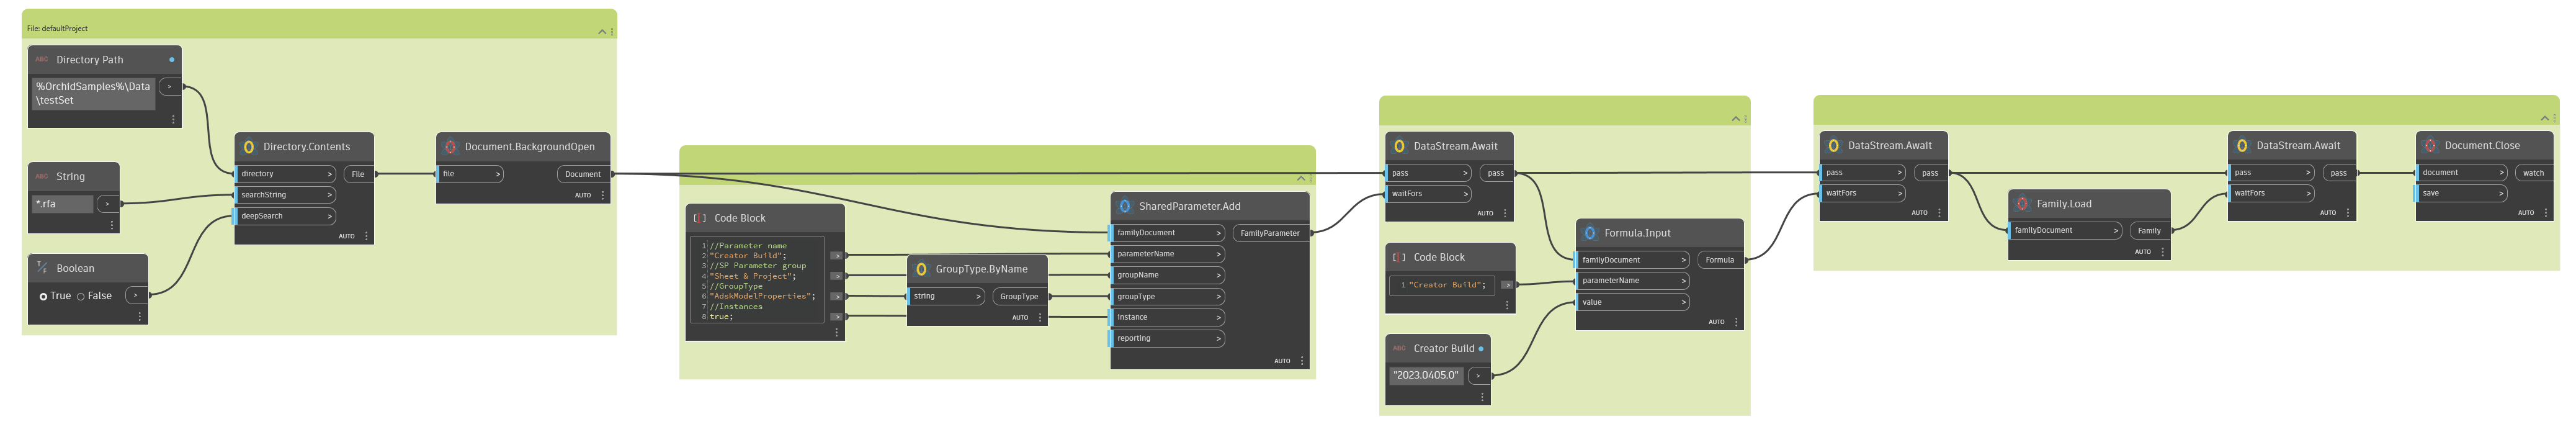 File: defaultProject
ABC Directory Path
%OrchidSamples%\Data
\testSet
>
ABC String
*.rfa
>
T/F Boolean
True False
>
Directory.Contents
directory > File
searchString >
deepSearch >
AUTO
Document.BackgroundOpen
file > Document
AUTO
Code Block
1 //Parameter name
2 "Creator Build";
3 //SP Parameter group
4 "Sheet & Project";
5 //GroupType
6 "AdskModelProperties";
7 //Instances
8 true;
>
>
>
>
GroupType.ByName
string > GroupType
AUTO
SharedParameter.Add
familyDocument > FamilyParameter
parameterName >
groupName >
groupType >
instance >
reporting >
AUTO
DataStream.Await
pass > pass
waitFors >
AUTO
Code Block
1 "Creator Build";
>
ABC Creator Build
"2023.0405.0"
>
Formula.Input
familyDocument > Formula
parameterName >
value >
AUTO
DataStream.Await
pass > pass
waitFors >
AUTO
Family.Load
familyDocument > Family
AUTO
DataStream.Await
pass > pass
waitFors >
AUTO
Document.Close
document > watch
save >
AUTO